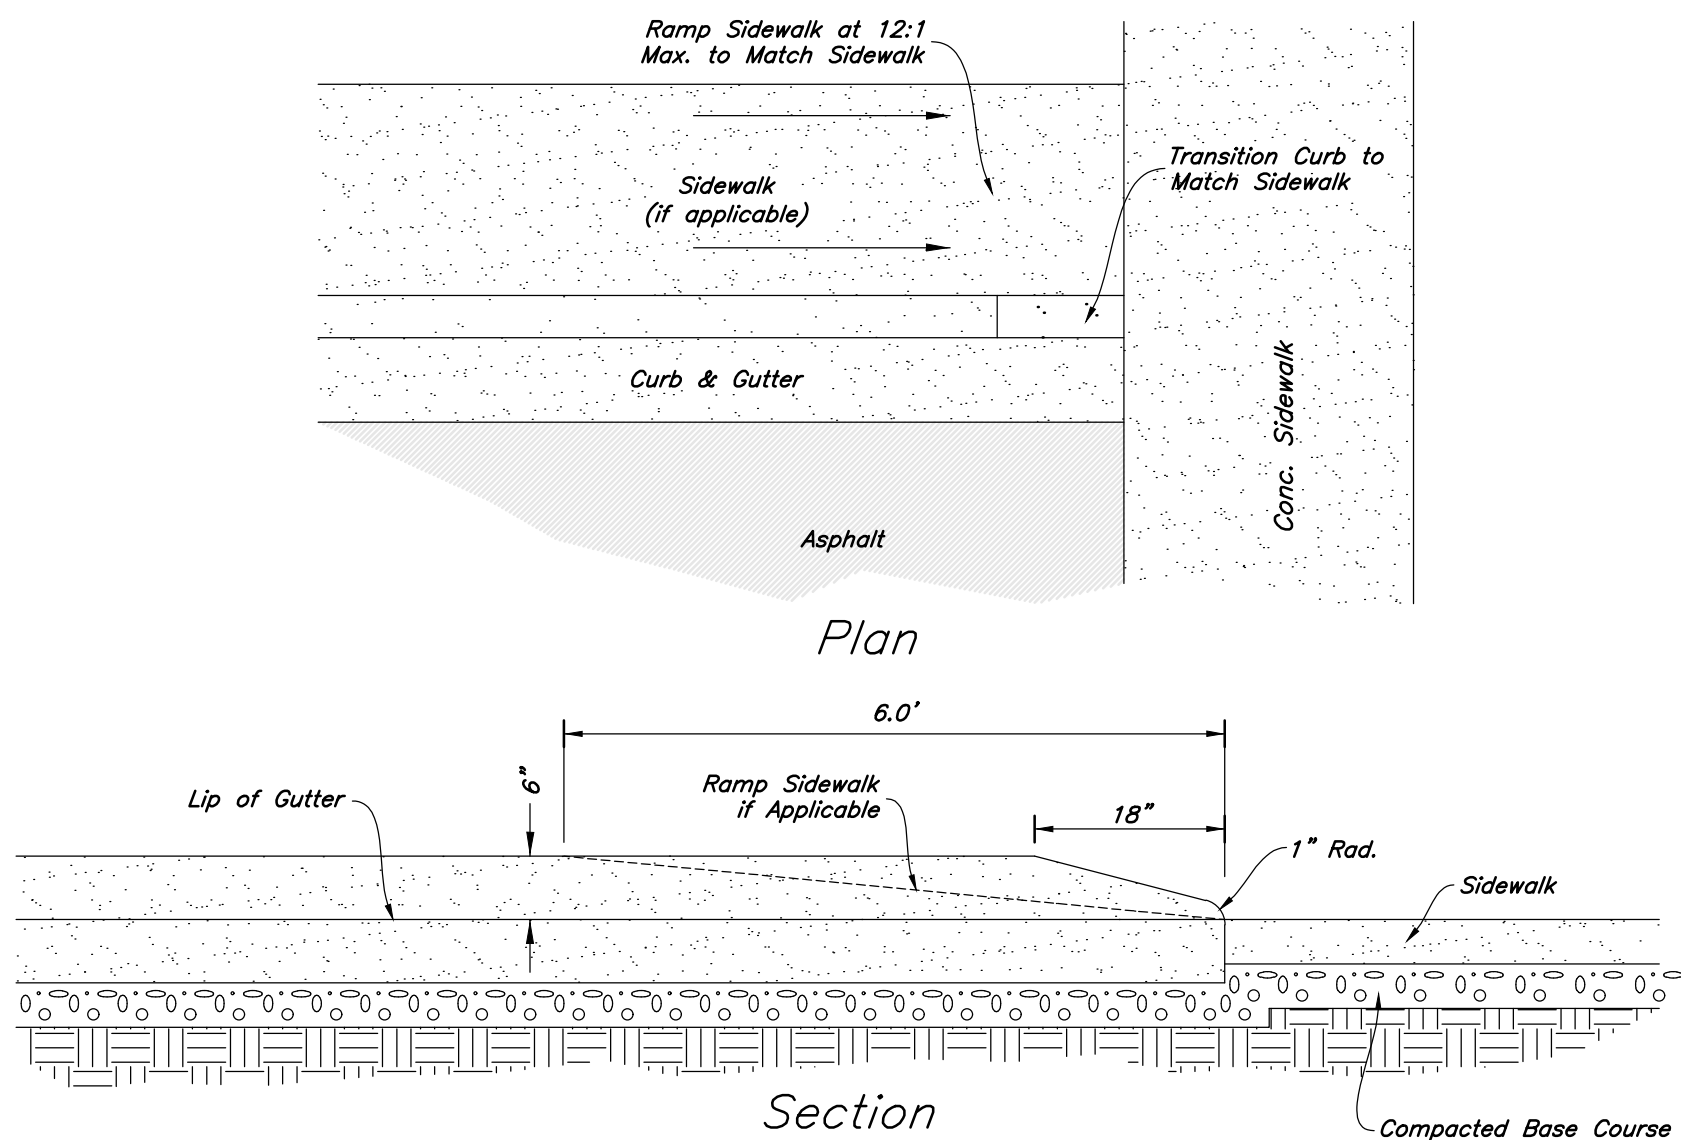 Ramp Sidewalk at 12:1
Max. to Match Sidewalk
Transition Curb to
Match Sidewalk
Sidewalk
(if applicable)
Curb & Gutter
Conc. Sidewalk
Asphalt
Plan
6.0'
6"
Ramp Sidewalk
if Applicable
Lip of Gutter
18"
1" Rad.
Sidewalk
Section
Compacted Base Course